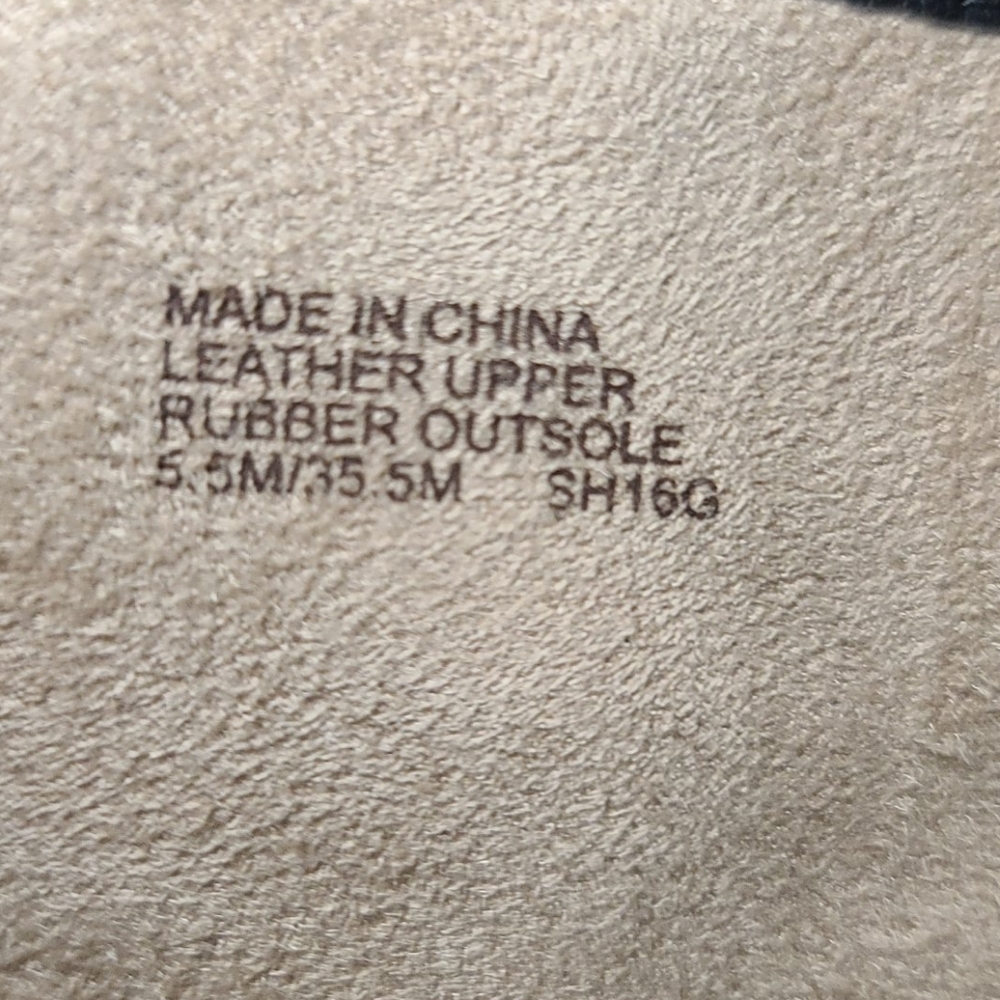 MADE IN CHINA
LEATHER UPPER
RUBBER OUTSOLE
5.5M/35.5M SH16G